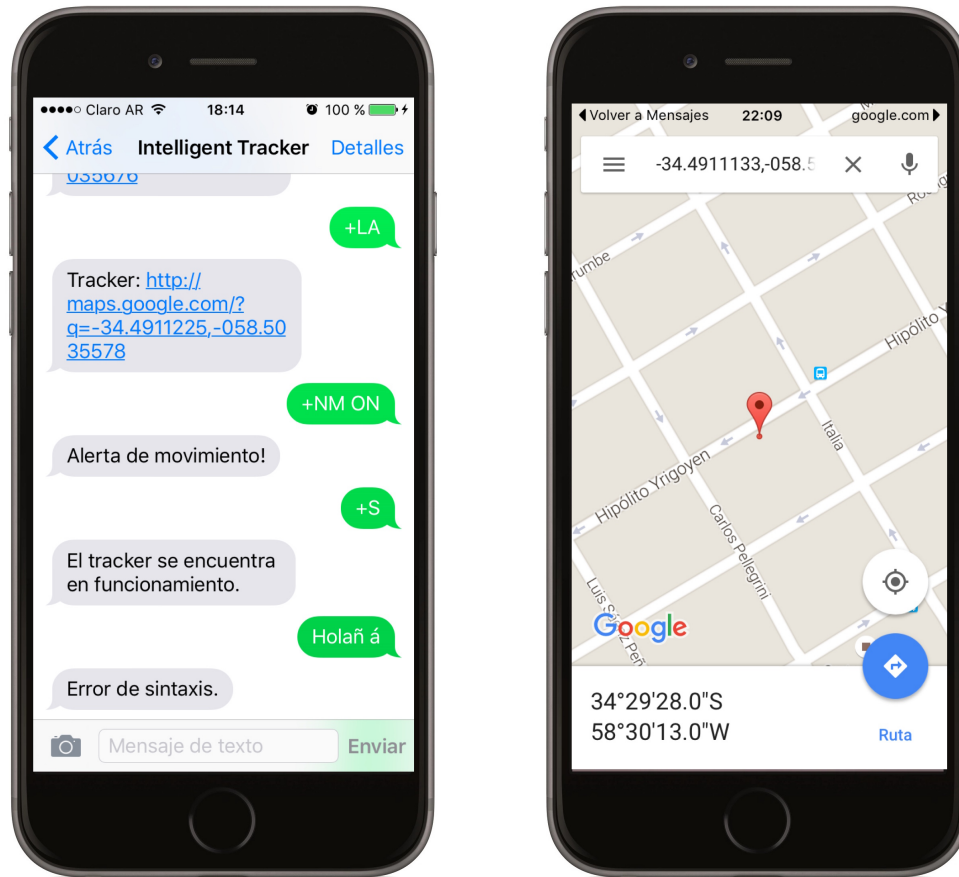 Claro AR
18:14
100 %
Atrás
Intelligent Tracker
Detalles
035676
+LA
Tracker: http://
maps.google.com/?
q=-34.4911225,-058.50
35578
+NM ON
Alerta de movimiento!
+S
El tracker se encuentra
en funcionamiento.
Holañ á
Error de sintaxis.
Mensaje de texto
Enviar
Volver a Mensajes
22:09
google.com
-34.4911133,-058.5
Hipólito Y
Italia
Hipólito Yrigoyen
Carlos Pellegrini
Luis
Peñ
Google
34°29'28.0"S
58°30'13.0"W
Ruta